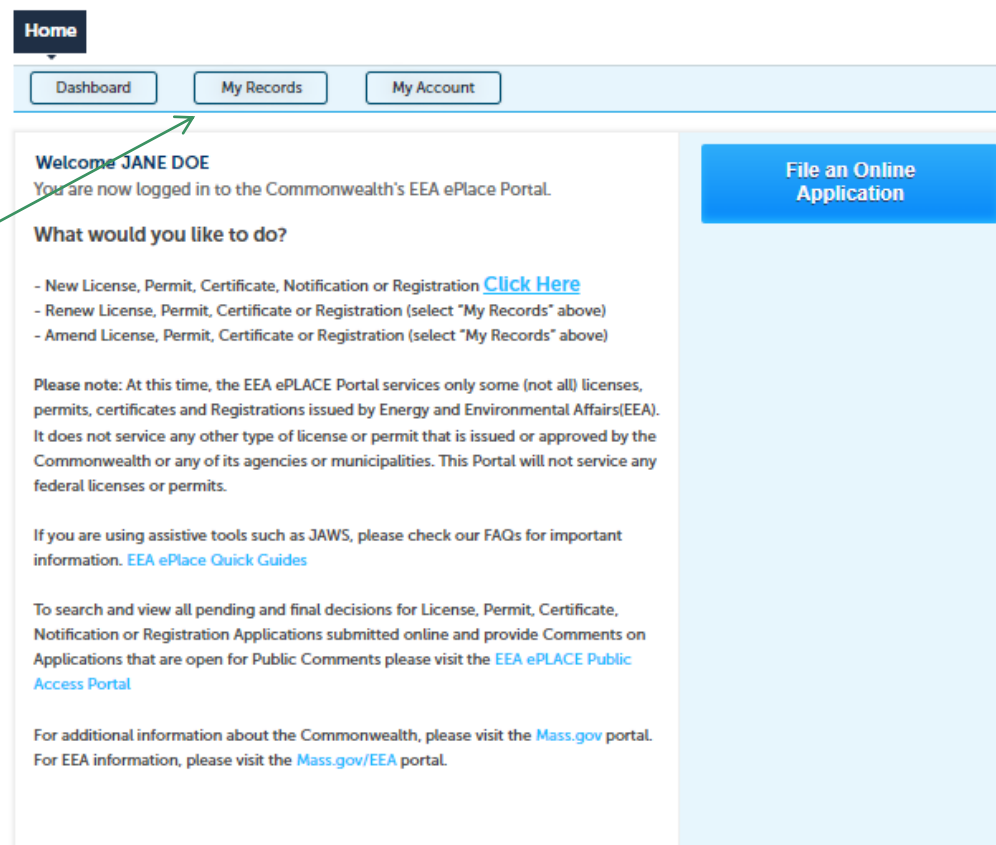 Home
Dashboard My Records My Account
Welcome JANE DOE
You are now logged in to the Commonwealth's EEA ePlace Portal.
What would you like to do?
- New License, Permit, Certificate, Notification or Registration Click Here
- Renew License, Permit, Certificate or Registration (select "My Records" above)
- Amend License, Permit, Certificate or Registration (select "My Records" above)
Please note: At this time, the EEA ePLACE Portal services only some (not all) licenses,
permits, certificates and Registrations issued by Energy and Environmental Affairs(EEA).
It does not service any other type of license or permit that is issued or approved by the
Commonwealth or any of its agencies or municipalities. This Portal will not service any
federal licenses or permits.
If you are using assistive tools such as JAWS, please check our FAQs for important
information. EEA ePlace Quick Guides
To search and view all pending and final decisions for License, Permit, Certificate,
Notification or Registration Applications submitted online and provide Comments on
Applications that are open for Public Comments please visit the EEA ePLACE Public
Access Portal
For additional information about the Commonwealth, please visit the Mass.gov portal.
For EEA information, please visit the Mass.gov/EEA portal.
File an Online
Application